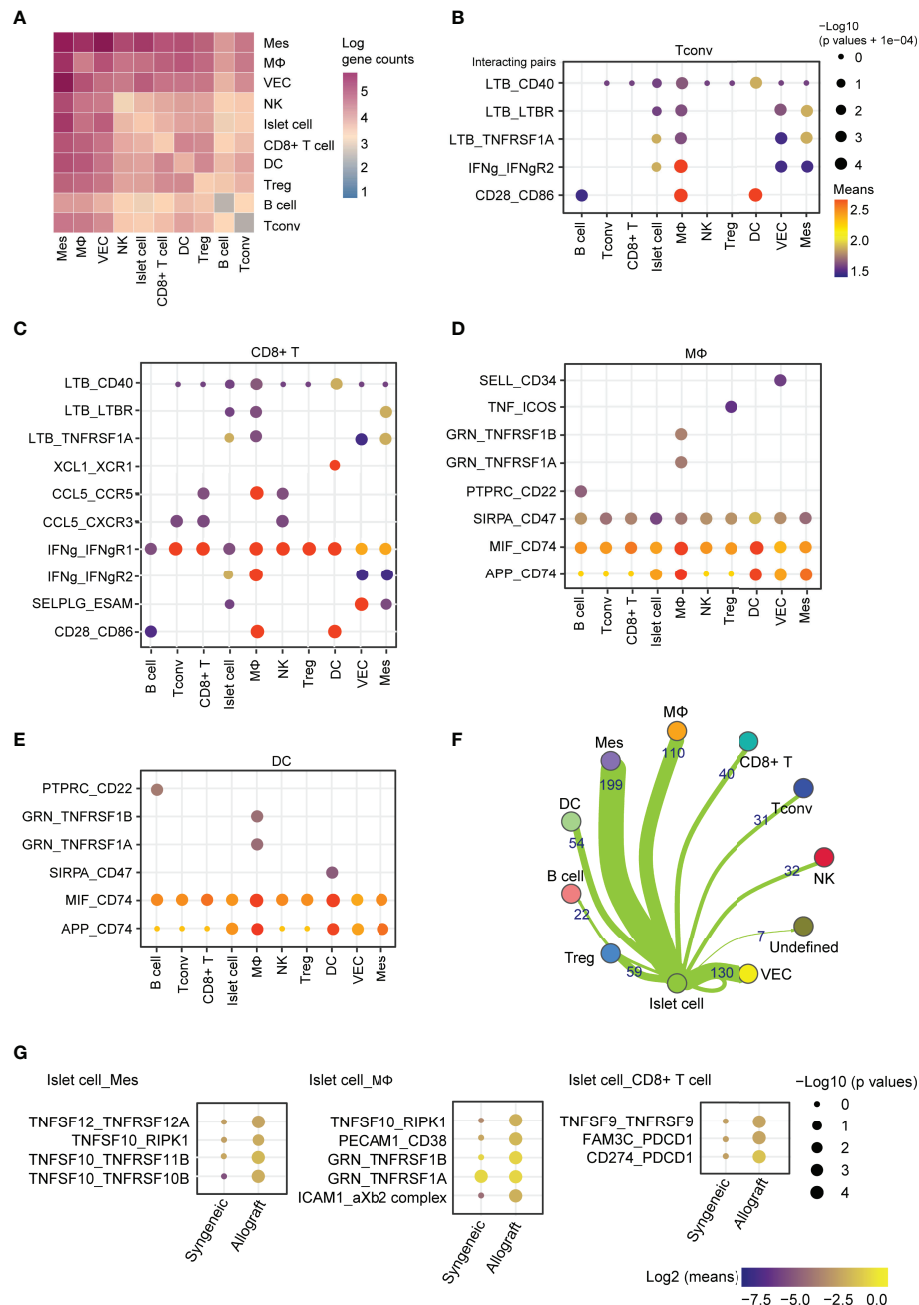 A
Mes
MΦ
VEC
NK
Islet cell
CD8+ T cell
DC
Treg
B cell
Tconv
Mes
MΦ
VEC
NK
Islet cell
CD8+ T cell
DC
Treg
B cell
Tconv
Log
gene counts
5
4
3
2
1
B
Tconv
Interacting pairs
LTB_CD40
LTB_LTBR
LTB_TNFRSF1A
IFNg_IFNgR2
CD28_CD86
B cell
Tconv
CD8+ T
Islet cell
MΦ
NK
Treg
DC
VEC
Mes
−Log10
(p values + 1e−04)
0
1
2
3
4
Means
2.5
2.0
1.5
C
CD8+ T
LTB_CD40
LTB_LTBR
LTB_TNFRSF1A
XCL1_XCR1
CCL5_CCR5
CCL5_CXCR3
IFNg_IFNgR1
IFNg_IFNgR2
SELPLG_ESAM
CD28_CD86
B cell
Tconv
CD8+ T
Islet cell
MΦ
NK
Treg
DC
VEC
Mes
D
MΦ
SELL_CD34
TNF_ICOS
GRN_TNFRSF1B
GRN_TNFRSF1A
PTPRC_CD22
SIRPA_CD47
MIF_CD74
APP_CD74
B cell
Tconv
CD8+ T
Islet cell
MΦ
NK
Treg
DC
VEC
Mes
E
DC
PTPRC_CD22
GRN_TNFRSF1B
GRN_TNFRSF1A
SIRPA_CD47
MIF_CD74
APP_CD74
B cell
Tconv
CD8+ T
Islet cell
MΦ
NK
Treg
DC
VEC
Mes
F
MΦ
110
Mes
199
CD8+ T
40
Tconv
31
DC
54
NK
32
B cell
22
Undefined
7
Treg
59
130
VEC
Islet cell
G
Islet cell_Mes
TNFSF12_TNFRSF12A
TNFSF10_RIPK1
TNFSF10_TNFRSF11B
TNFSF10_TNFRSF10B
Syngeneic
Allograft
Islet cell_MΦ
TNFSF10_RIPK1
PECAM1_CD38
GRN_TNFRSF1B
GRN_TNFRSF1A
ICAM1_aXb2 complex
Syngeneic
Allograft
Islet cell_CD8+ T cell
TNFSF9_TNFRSF9
FAM3C_PDCD1
CD274_PDCD1
Syngeneic
Allograft
−Log10 (p values)
0
1
2
3
4
Log2 (means)
−7.5
−5.0
−2.5
0.0